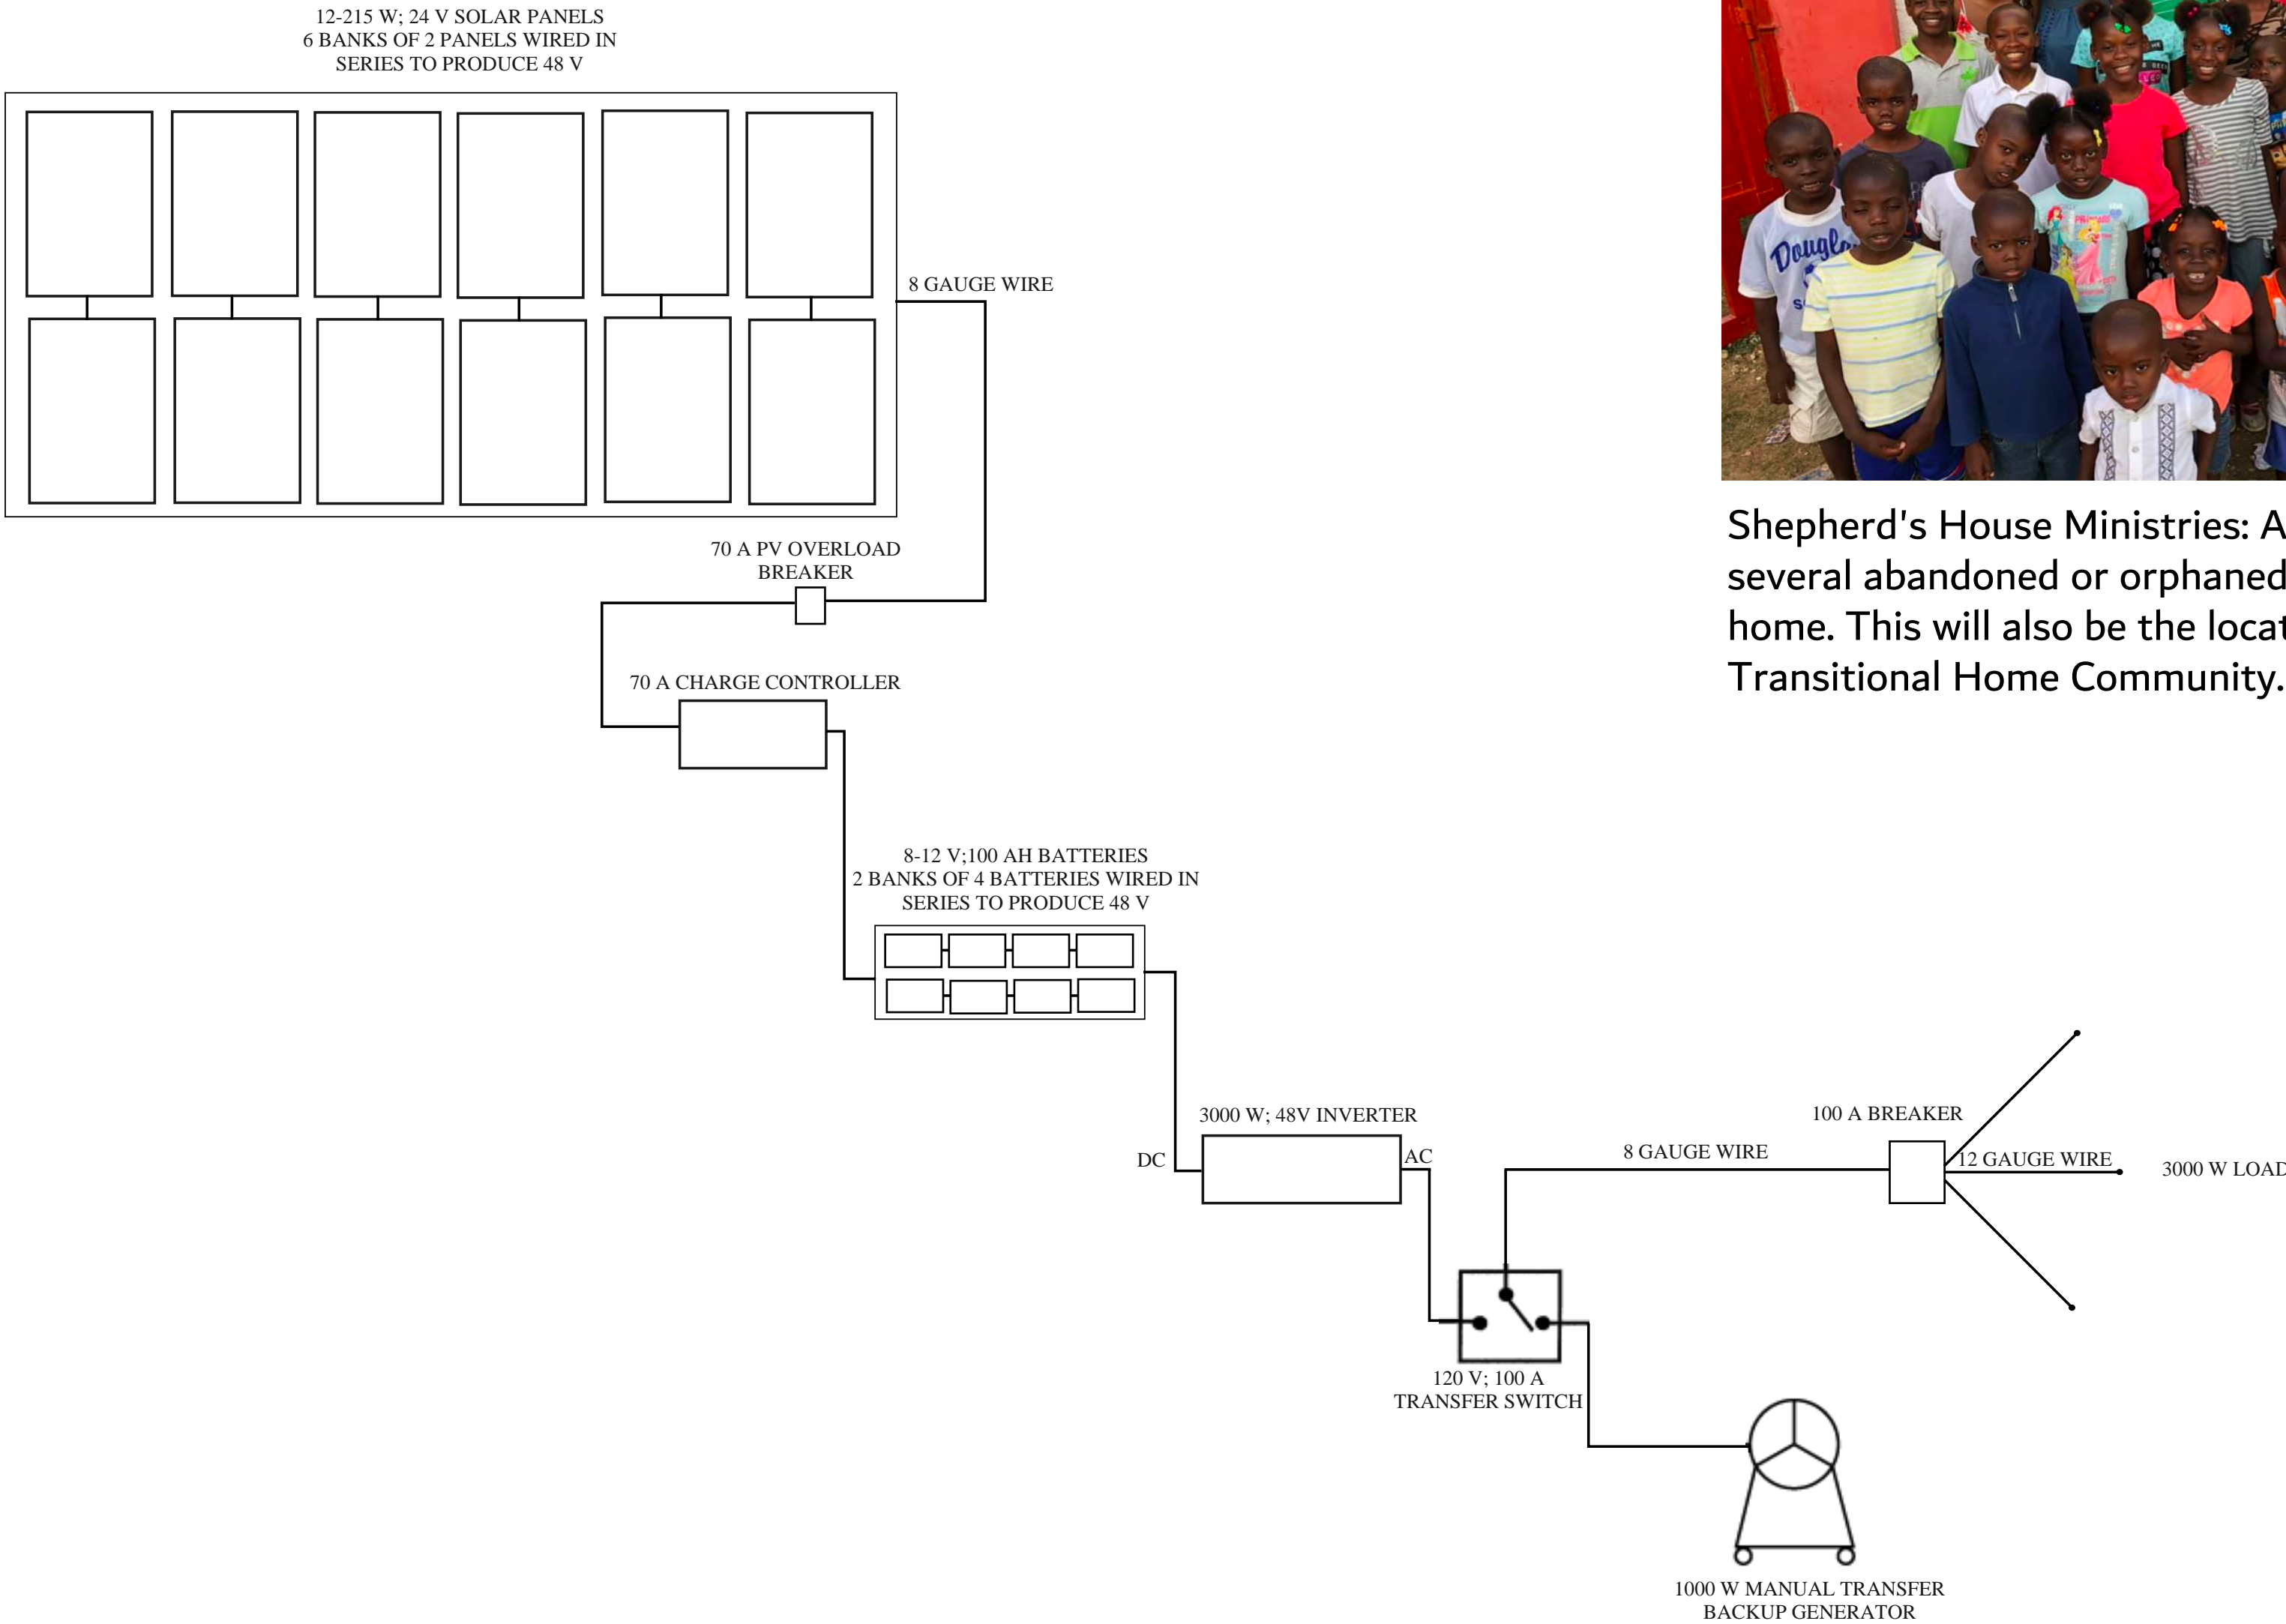 12-215 W; 24 V SOLAR PANELS
6 BANKS OF 2 PANELS WIRED IN
SERIES TO PRODUCE 48 V
8 GAUGE WIRE
70 A PV OVERLOAD
BREAKER
70 A CHARGE CONTROLLER
8-12 V;100 AH BATTERIES
2 BANKS OF 4 BATTERIES WIRED IN
SERIES TO PRODUCE 48 V
3000 W; 48V INVERTER
DC
AC
8 GAUGE WIRE
100 A BREAKER
12 GAUGE WIRE
3000 W LOAD
120 V; 100 A
TRANSFER SWITCH
1000 W MANUAL TRANSFER
BACKUP GENERATOR
Shepherd's House Ministries: A
several abandoned or orphaned
home. This will also be the
Transitional Home Community.